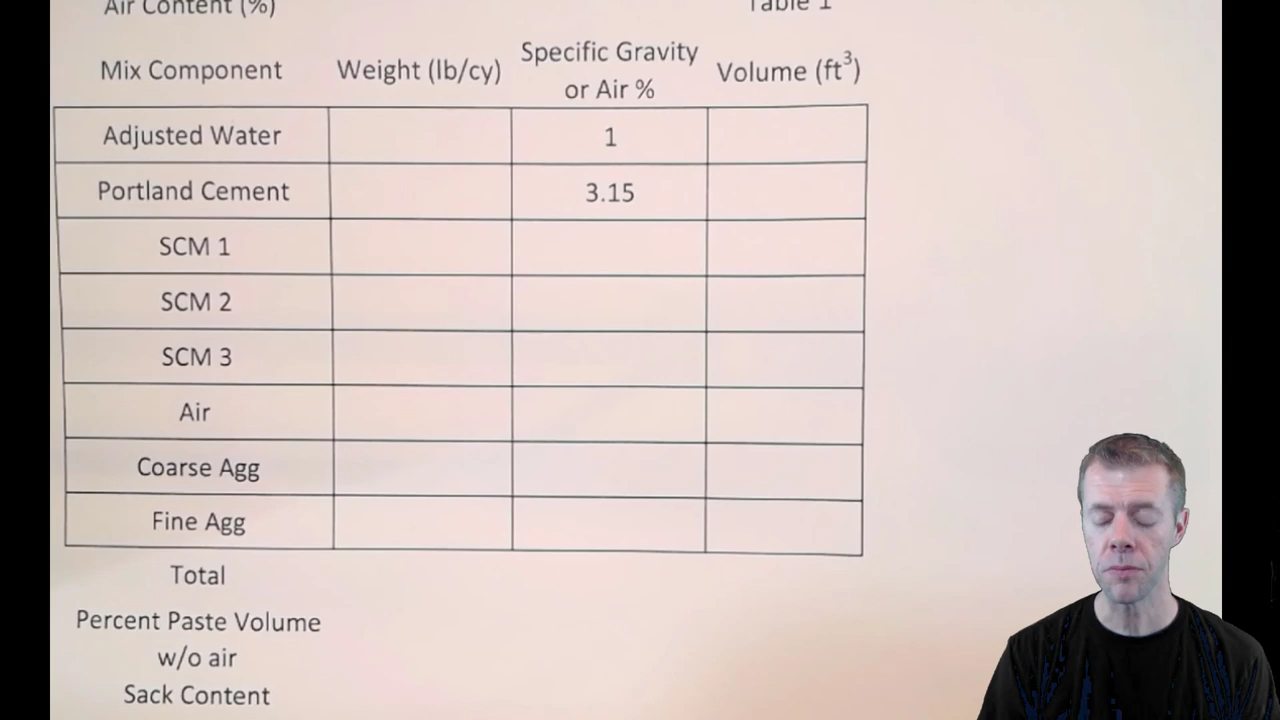 Air Content (%)
Table 1
Mix Component
Weight (lb/cy)
Specific Gravity
or Air %
Volume (ft³)
Adjusted Water
1
Portland Cement
3.15
SCM 1
SCM 2
SCM 3
Air
Coarse Agg
Fine Agg
Total
Percent Paste Volume
w/o air
Sack Content